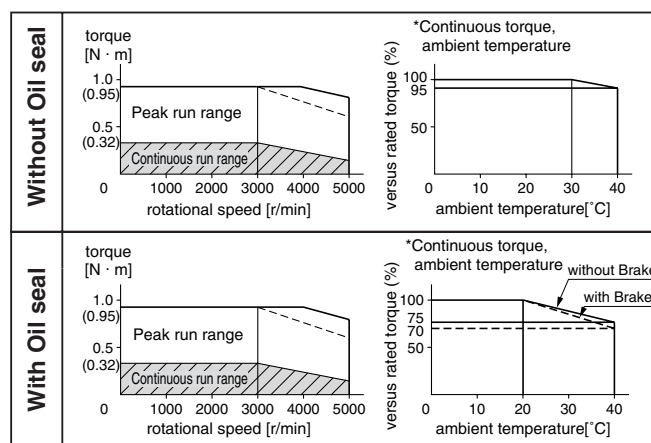 Without Oil seal
torque
[N · m]
1.0
(0.95)
Peak run range
0.5
(0.32)
Continuous run range
0 1000 2000 3000 4000 5000
rotational speed [r/min]
*Continuous torque,
ambient temperature
versus rated torque (%)
100
95
50
0 10 20 30 40
ambient temperature[˚C]
With Oil seal
torque
[N · m]
1.0
(0.95)
Peak run range
0.5
(0.32)
Continuous run range
0 1000 2000 3000 4000 5000
rotational speed [r/min]
*Continuous torque,
ambient temperature
without Brake
with Brake
versus rated torque (%)
100
75
70
50
0 10 20 30 40
ambient temperature[˚C]